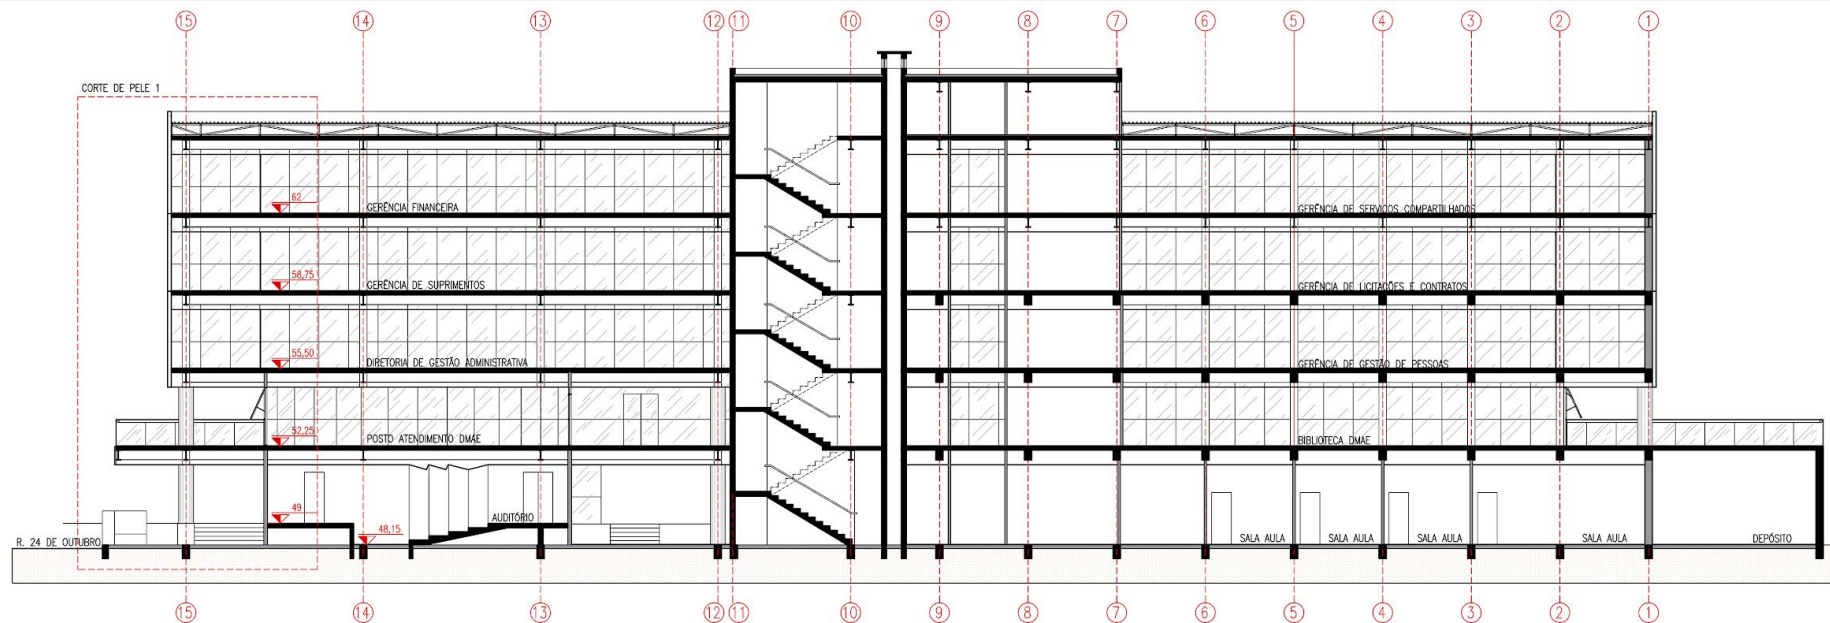 15 14 13 12 11 10 9 8 7 6 5 4 3 2 1
CORTE DE PELE 1
62
GERÊNCIA FINANCEIRA
GERÊNCIA DE SERVIÇOS COMPARTILHADOS
58,75
GERÊNCIA DE SUPRIMENTOS
GERÊNCIA DE LICITAÇÕES E CONTRATOS
55,50
DIRETORIA DE GESTÃO ADMINISTRATIVA
GERÊNCIA DE GESTÃO DE PESSOAS
52,25
POSTO ATENDIMENTO DMAE
BIBLIOTECA DMAE
49
AUDITÓRIO
48,15
R. 24 DE OUTUBRO
SALA AULA SALA AULA SALA AULA SALA AULA DEPÓSITO
15 14 13 12 11 10 9 8 7 6 5 4 3 2 1